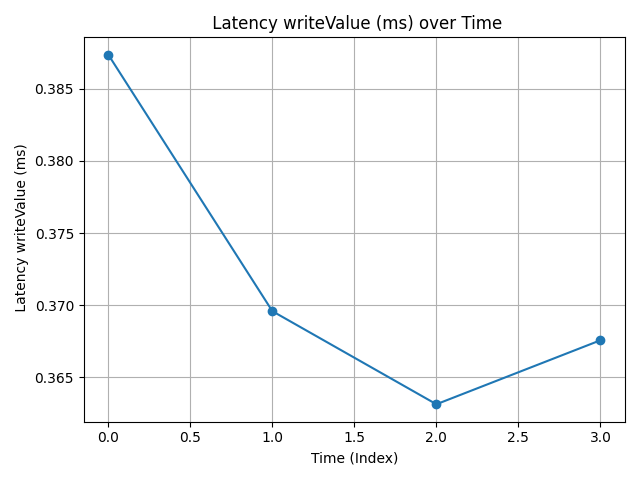 Latency writeValue (ms) over Time
Latency writeValue (ms)
0.385
0.380
0.375
0.370
0.365
0.0 0.5 1.0 1.5 2.0 2.5 3.0
Time (Index)